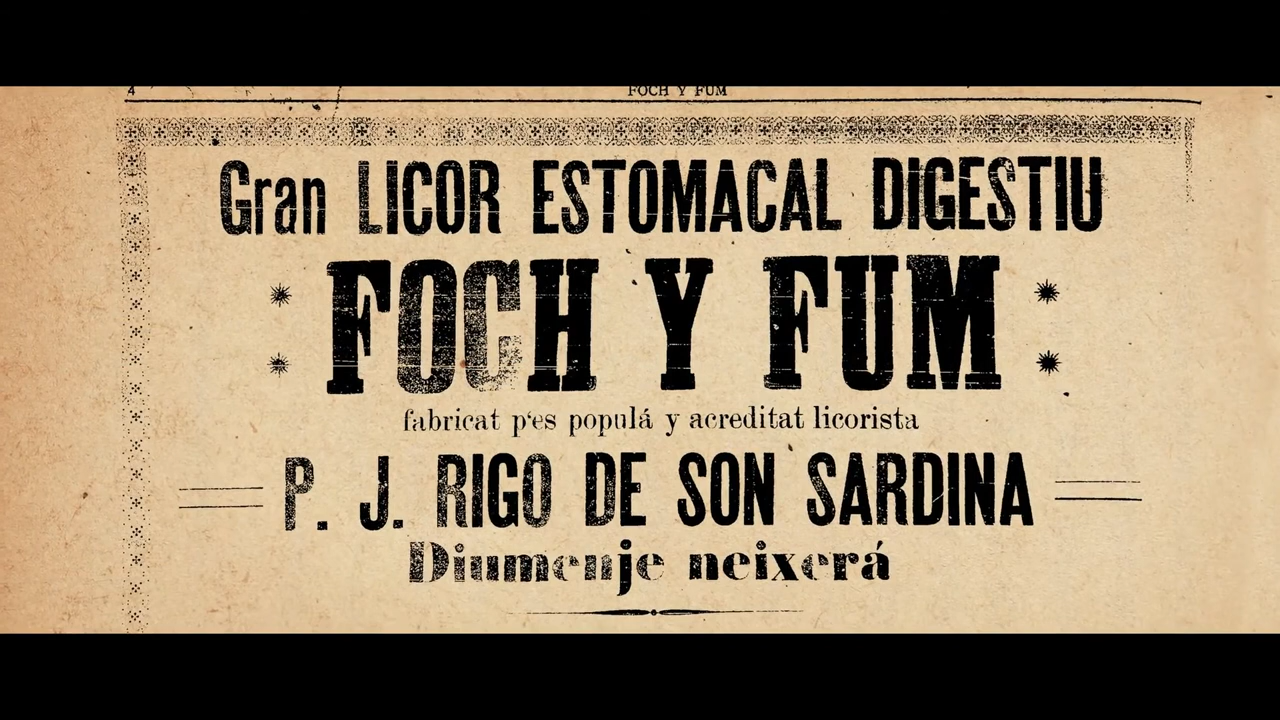 4 FOCH Y FUM
Gran LICOR ESTOMACAL DIGESTIU
FOCH Y FUM
fabricat p'es populá y acreditat licorista
P. J. RIGO DE SON SARDINA
Diumenje neixerá